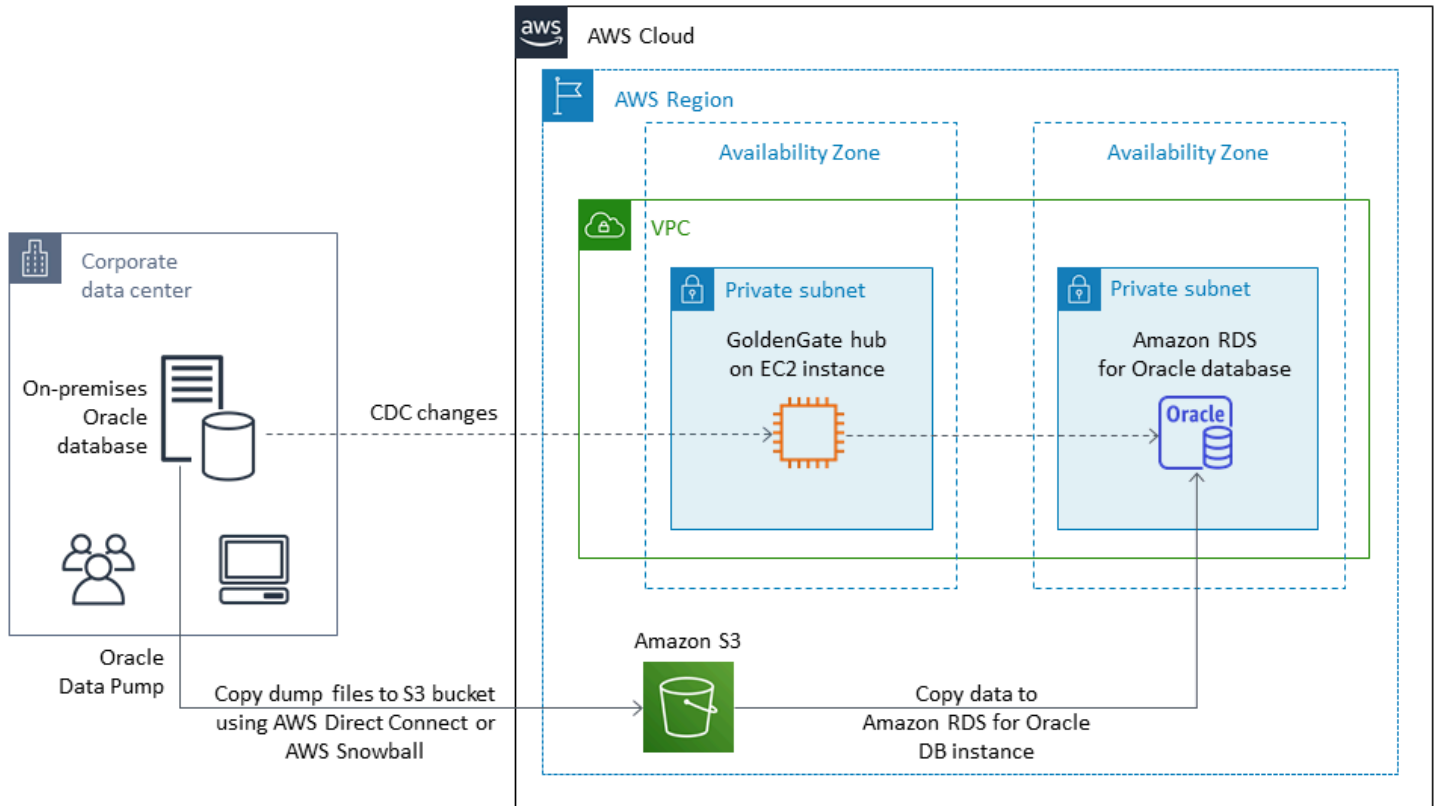 aws
AWS Cloud
AWS Region
Availability Zone
Availability Zone
VPC
Corporate
data center
Private subnet
Private subnet
GoldenGate hub
on EC2 instance
Amazon RDS
for Oracle database
On-premises
Oracle
database
CDC changes
Oracle
Amazon S3
Oracle
Data Pump
Copy dump files to S3 bucket
using AWS Direct Connect or
AWS Snowball
Copy data to
Amazon RDS for Oracle
DB instance